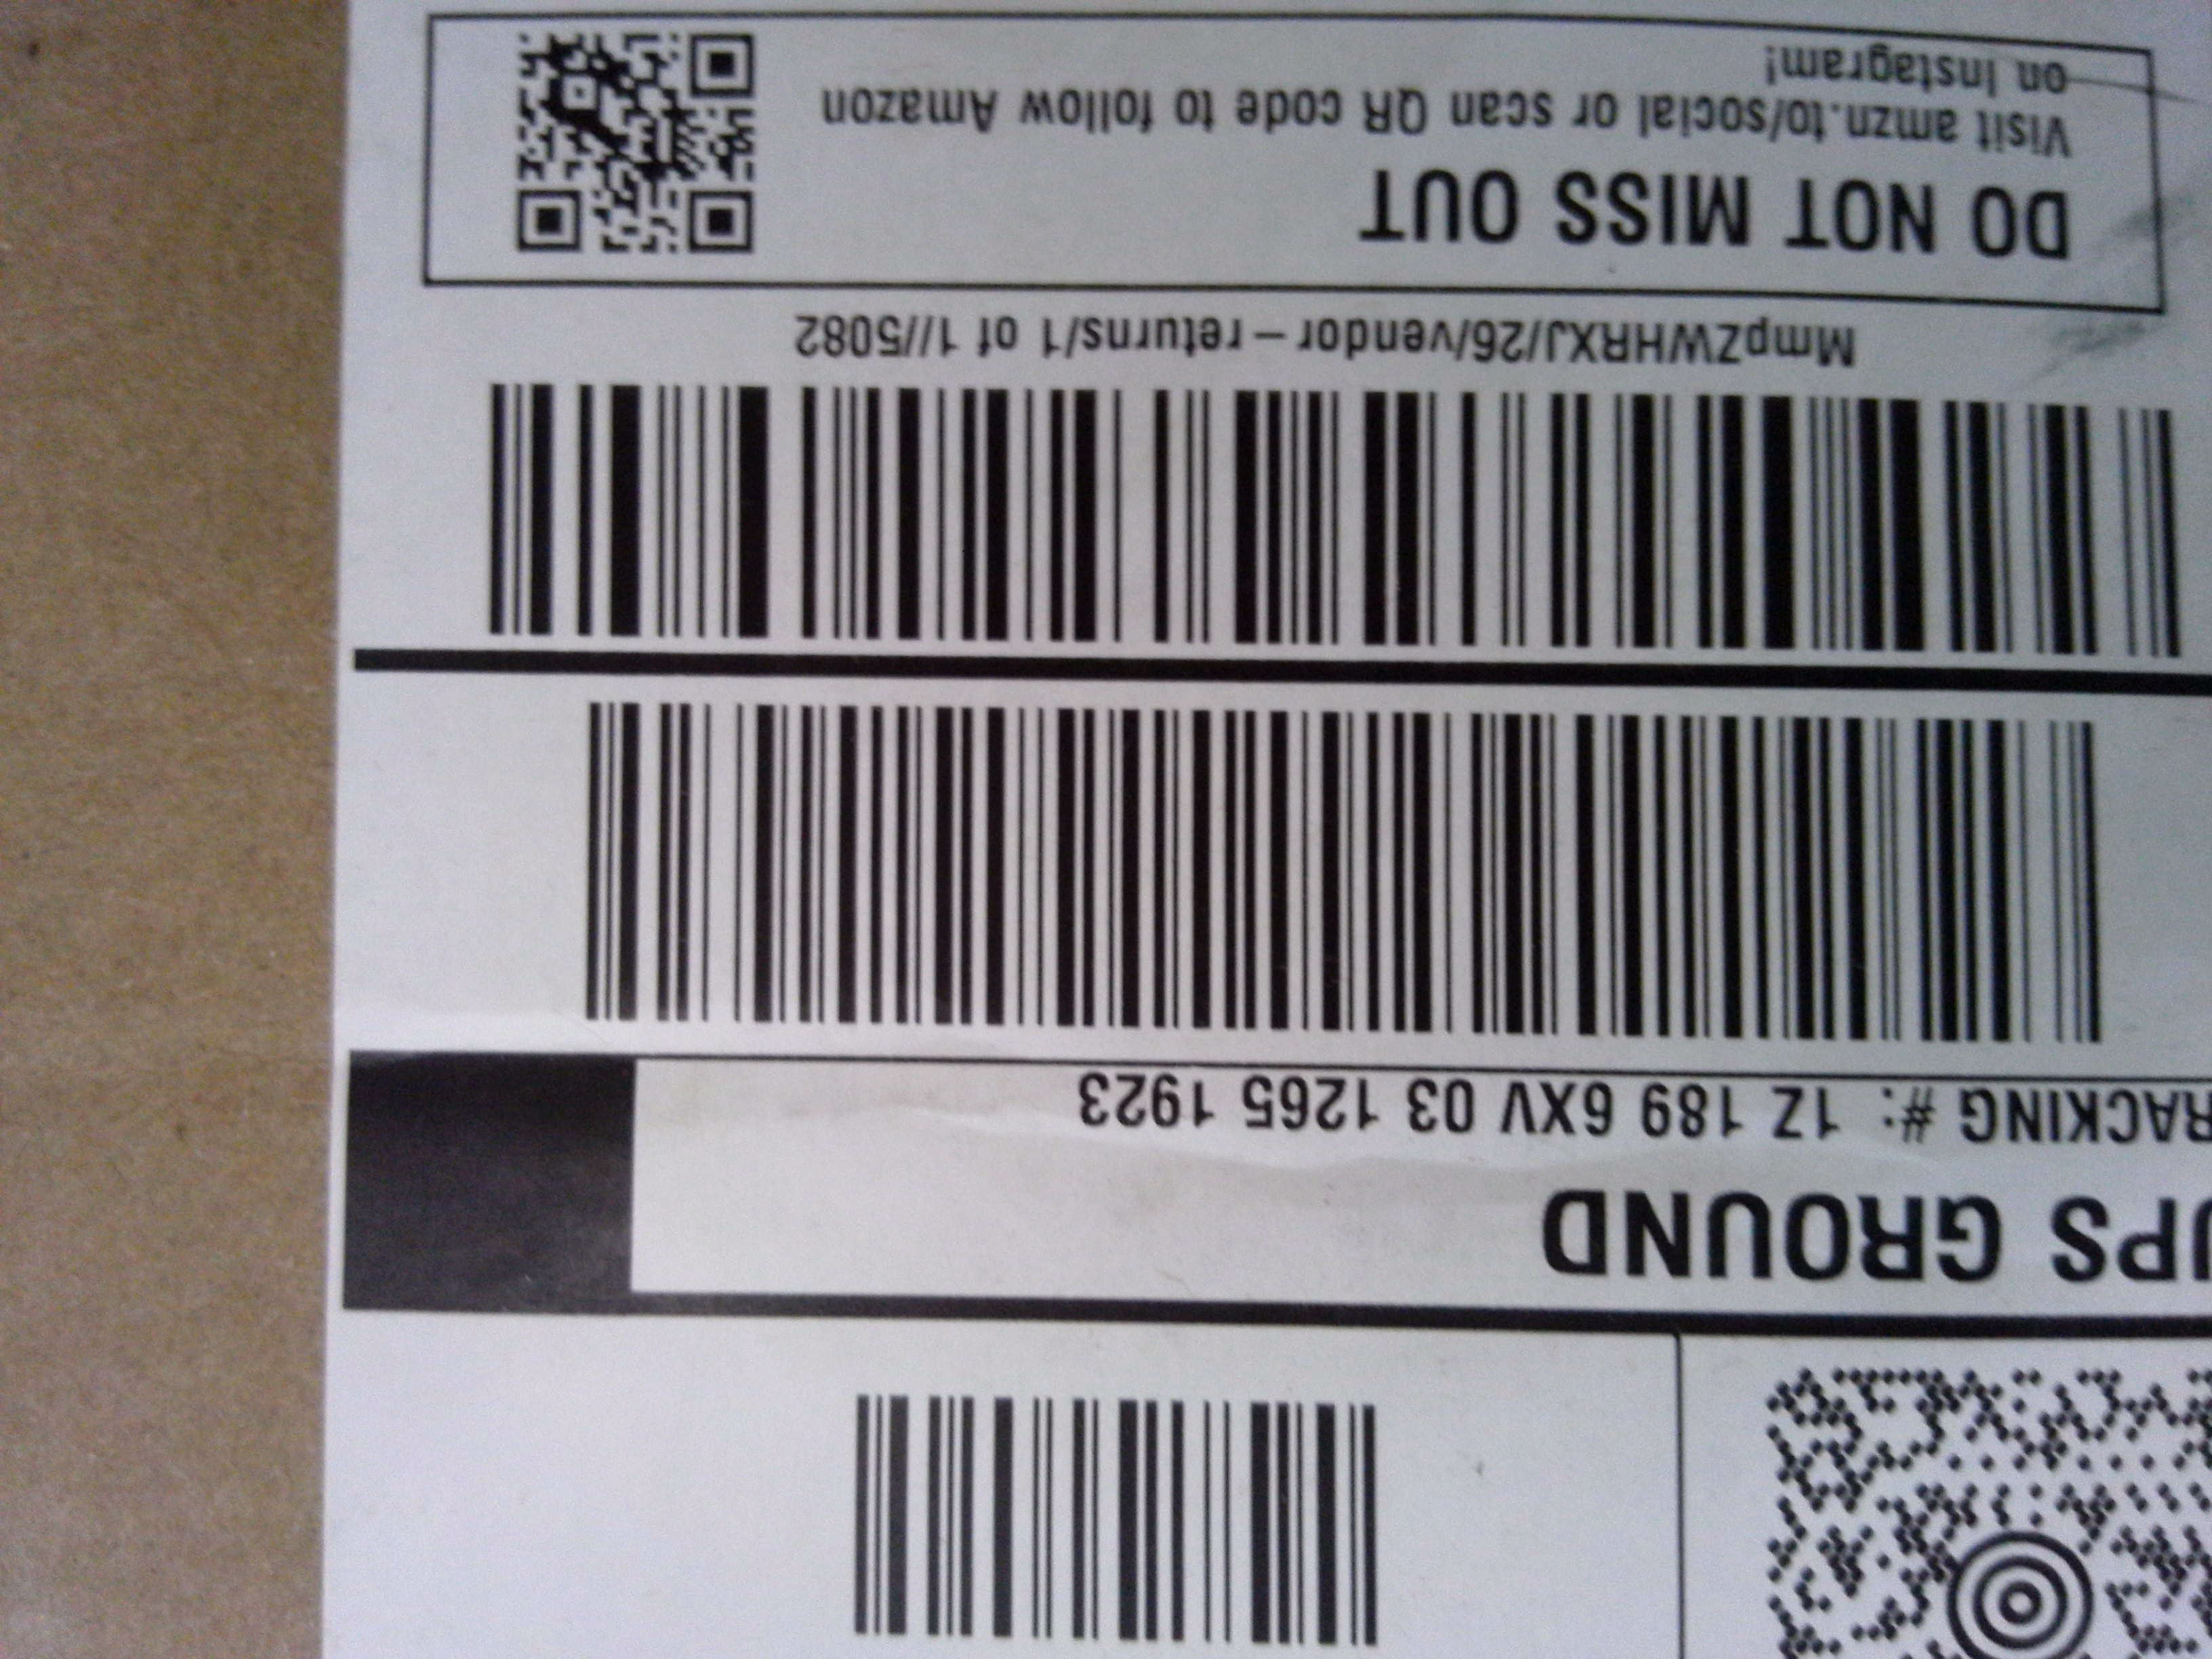 UPS GROUND
RACKING #: 1Z 189 6XV 03 1265 1923
MmpZWHRXJ/26/vendor-returns/1/1 of 1//5082
DO NOT MISS OUT
Visit amzn.to/social or scan QR code to follow Amazon
on Instagram!